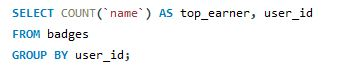 SELECT COUNT(`name`) AS top_earner, user_id
FROM badges
GROUP BY user_id;